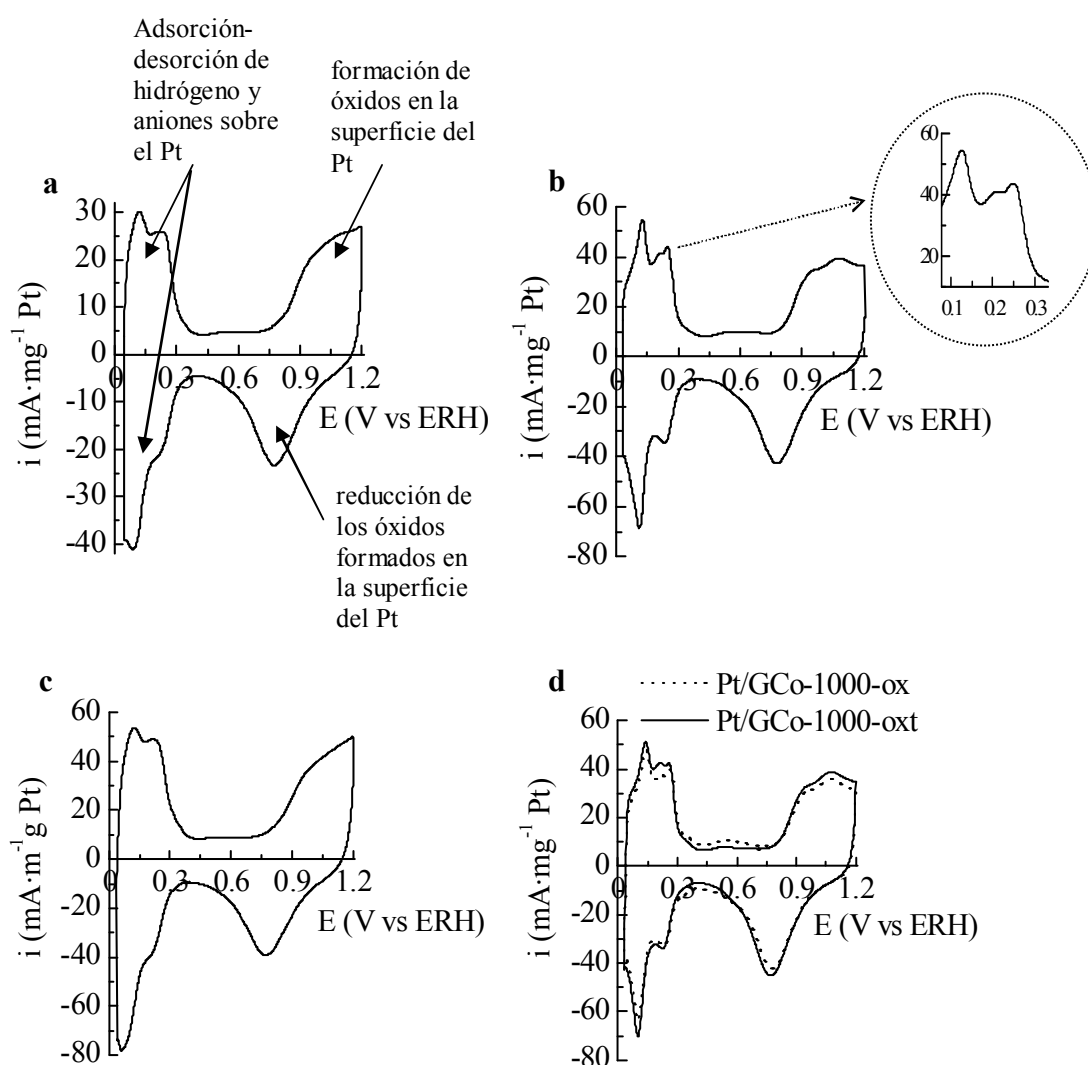 Adsorción-
desorción de
hidrógeno y
aniones sobre
el Pt
formación de
óxidos en la
superficie del
Pt
a
30
20
10
0
-10
-20
-30
-40
0
0.3
0.6
0.9
1.2
i (mA·mg⁻¹ Pt)
E (V vs ERH)
reducción de
los óxidos
formados en
la superficie
del Pt
b
60
40
20
0
-20
-40
-60
-80
0
0.3
0.6
0.9
1.2
i (mA·mg⁻¹ Pt)
E (V vs ERH)
60
40
20
0.1
0.2
0.3
c
60
40
20
0
-20
-40
-60
-80
0
0.3
0.6
0.9
1.2
i (mA·m⁻¹g Pt)
E (V vs ERH)
d
Pt/GCo-1000-ox
Pt/GCo-1000-oxt
60
40
20
0
-20
-40
-60
-80
0
0.3
0.6
0.9
1.2
i (mA·mg⁻¹ Pt)
E (V vs ERH)